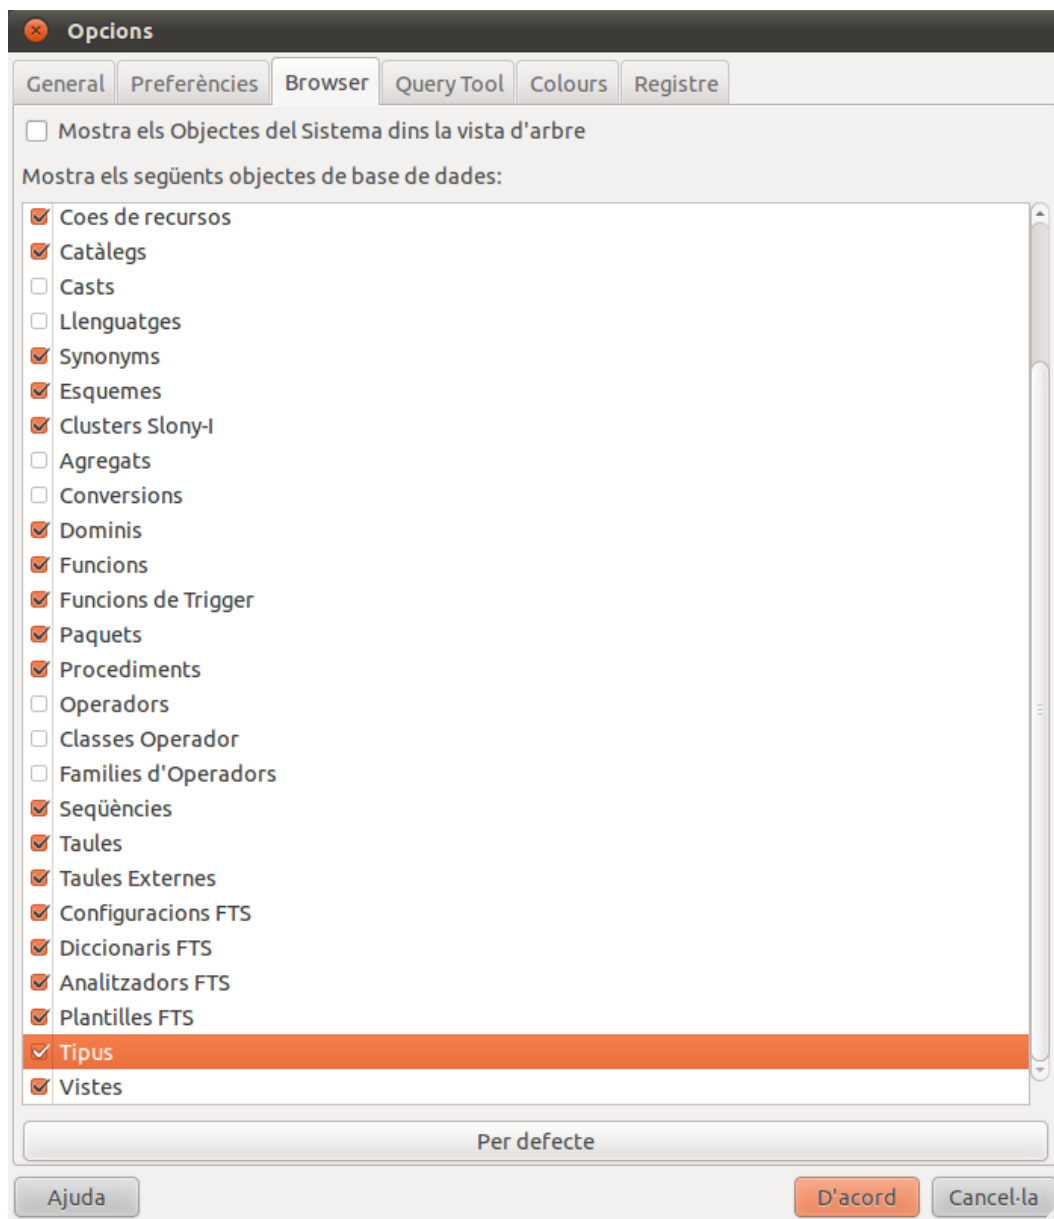 Opcions
General Preferències Browser Query Tool Colours Registre
Mostra els Objectes del Sistema dins la vista d'arbre
Mostra els següents objectes de base de dades:
Coes de recursos
Catàlegs
Casts
Llenguatges
Synonyms
Esquemes
Clusters Slony-I
Agregats
Conversions
Dominis
Funcions
Funcions de Trigger
Paquets
Procediments
Operadors
Classes Operador
Families d'Operadors
Seqüències
Taules
Taules Externes
Configuracions FTS
Diccionaris FTS
Analitzadors FTS
Plantilles FTS
Tipus
Vistes
Per defecte
Ajuda D'acord Cancel·la